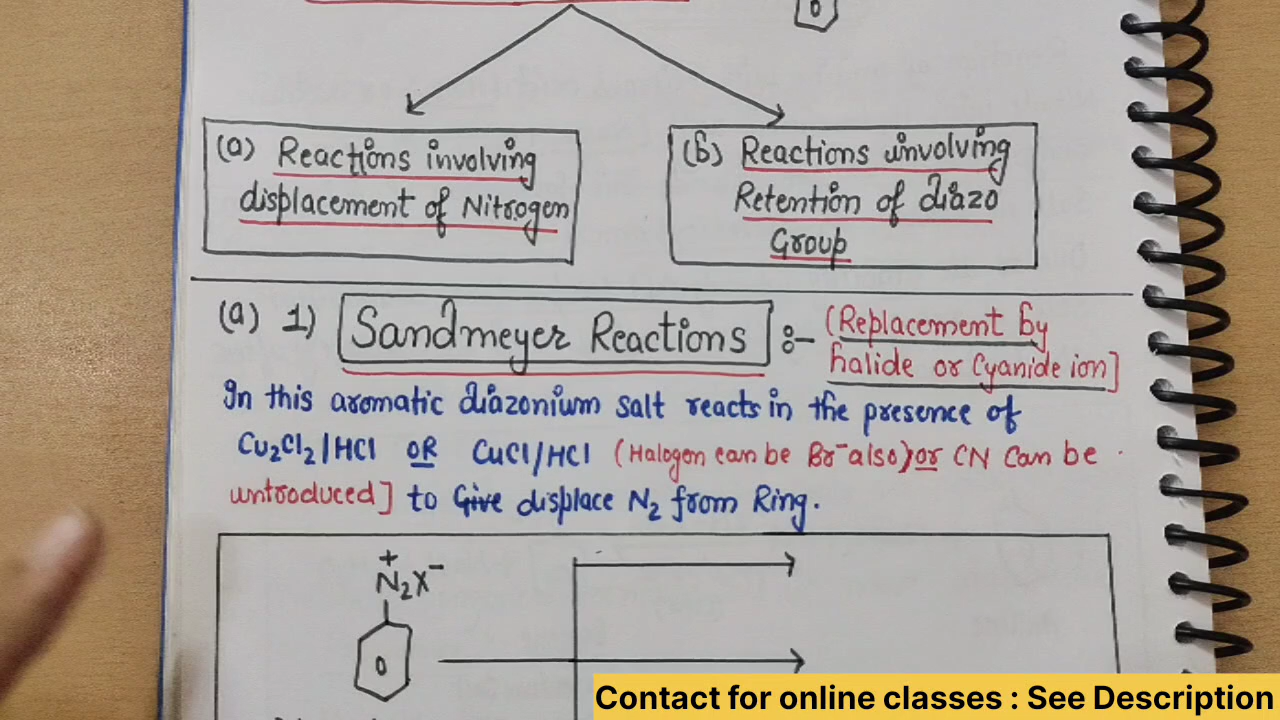 (a) Reactions involving
displacement of Nitrogen
(b) Reactions involving
Retention of diazo
Group
(a) 1) Sandmeyer Reactions :- (Replacement by
halide or Cyanide ion]
In this aromatic diazonium salt reacts in the presence of
Cu₂Cl₂/HCl OR CuCl/HCl (Halogen can be Br⁻ also) or CN Can be
introduced] to Give displace N₂ from Ring.
N₂⁺X⁻
Contact for online classes : See Description